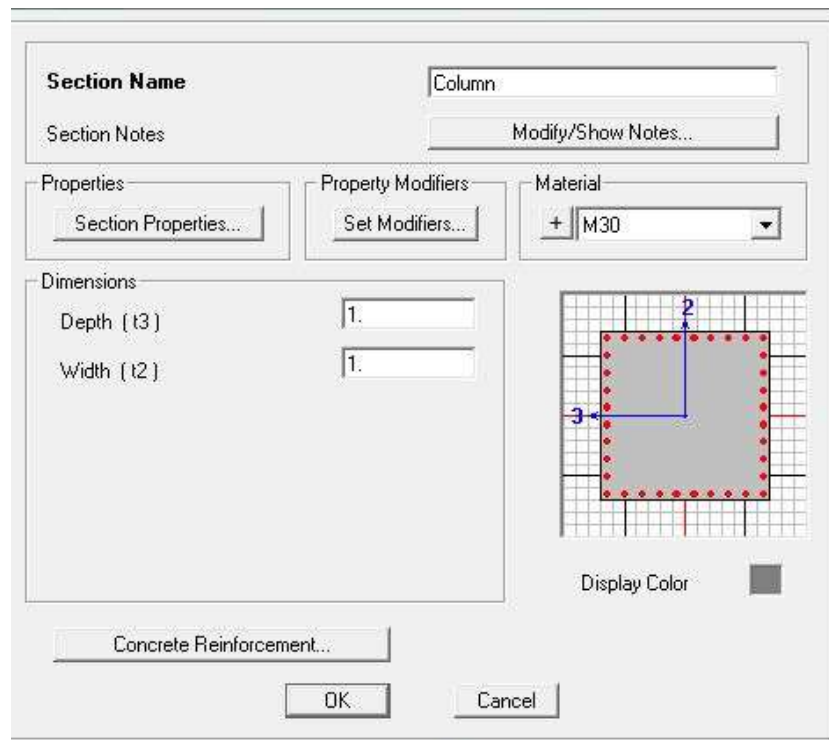 Section Name
Column
Section Notes
Modify/Show Notes...
Properties
Property Modifiers
Material
Section Properties...
Set Modifiers...
+
M30
Dimensions
Depth ( t3 )
1.
Width ( t2 )
1.
2
3
Display Color
Concrete Reinforcement...
OK
Cancel